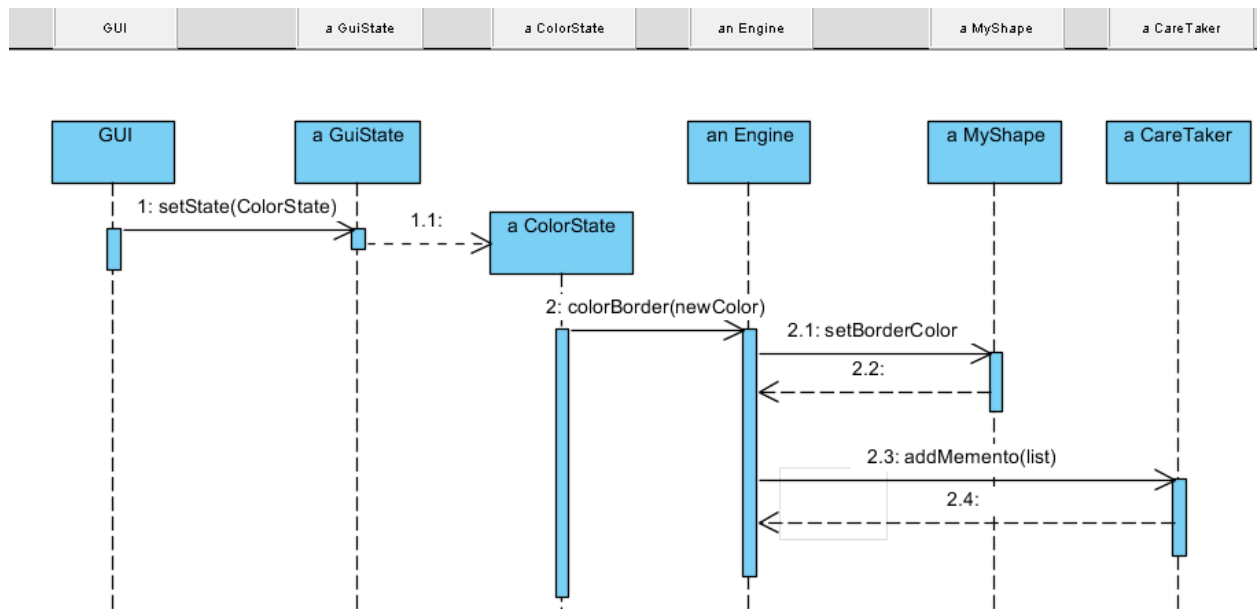 GUI a GuiState a ColorState an Engine a MyShape a CareTaker
GUI a GuiState an Engine a MyShape a CareTaker
1: setState(ColorState)
1.1:
a ColorState
2: colorBorder(newColor)
2.1: setBorderColor
2.2:
2.3: addMemento(list)
2.4: